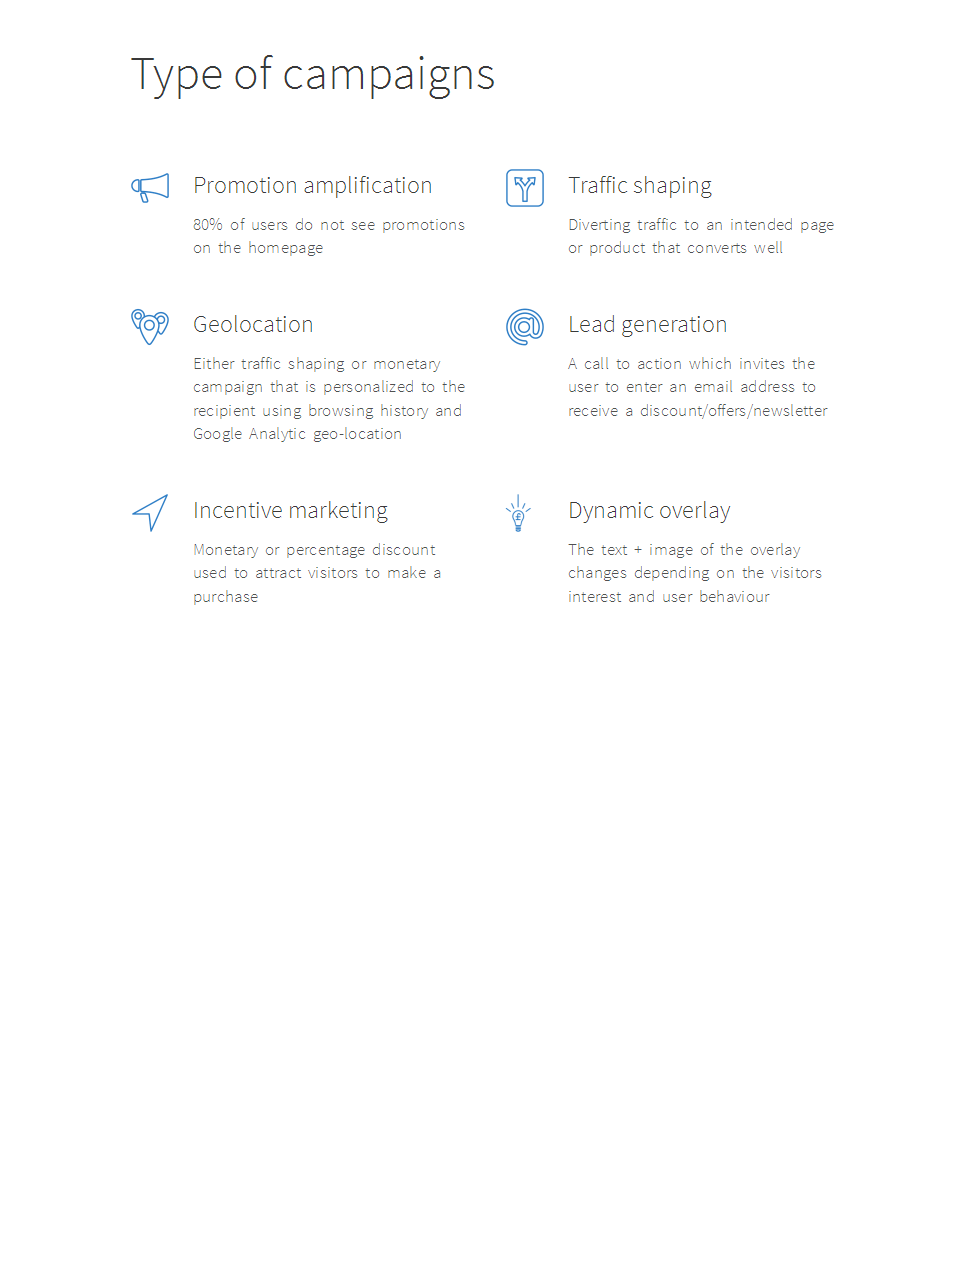 Type of campaigns
Promotion amplification
80% of users do not see promotions
on the homepage
Traffic shaping
Diverting traffic to an intended page
or product that converts well
Geolocation
Either traffic shaping or monetary
campaign that is personalized to the
recipient using browsing history and
Google Analytic geo-location
Lead generation
A call to action which invites the
user to enter an email address to
receive a discount/offers/newsletter
Incentive marketing
Monetary or percentage discount
used to attract visitors to make a
purchase
Dynamic overlay
The text + image of the overlay
changes depending on the visitors
interest and user behaviour